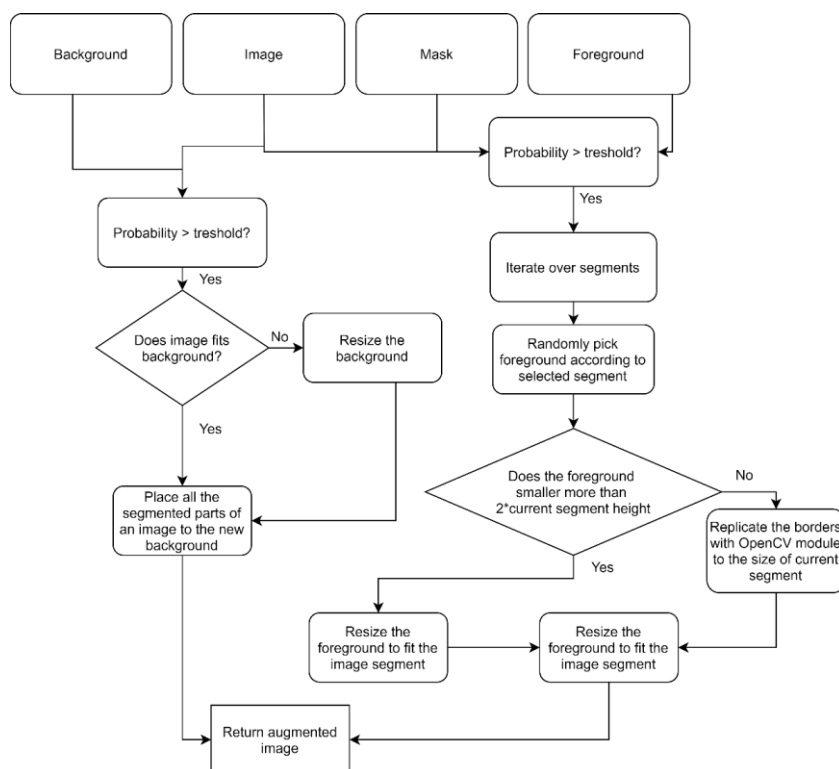 Background
Image
Mask
Foreground
Probability > treshold?
Yes
Probability > treshold?
Yes
Iterate over segments
Does image fits
background?
No
Resize the
background
Randomly pick
foreground according to
selected segment
Yes
Does the foreground
smaller more than
2*current segment height
No
Place all the
segmented parts of
an image to the new
background
Replicate the borders
with OpenCV module
to the size of current
segment
Yes
Resize the
foreground to fit the
image segment
Resize the
foreground to fit the
image segment
Return augmented
image